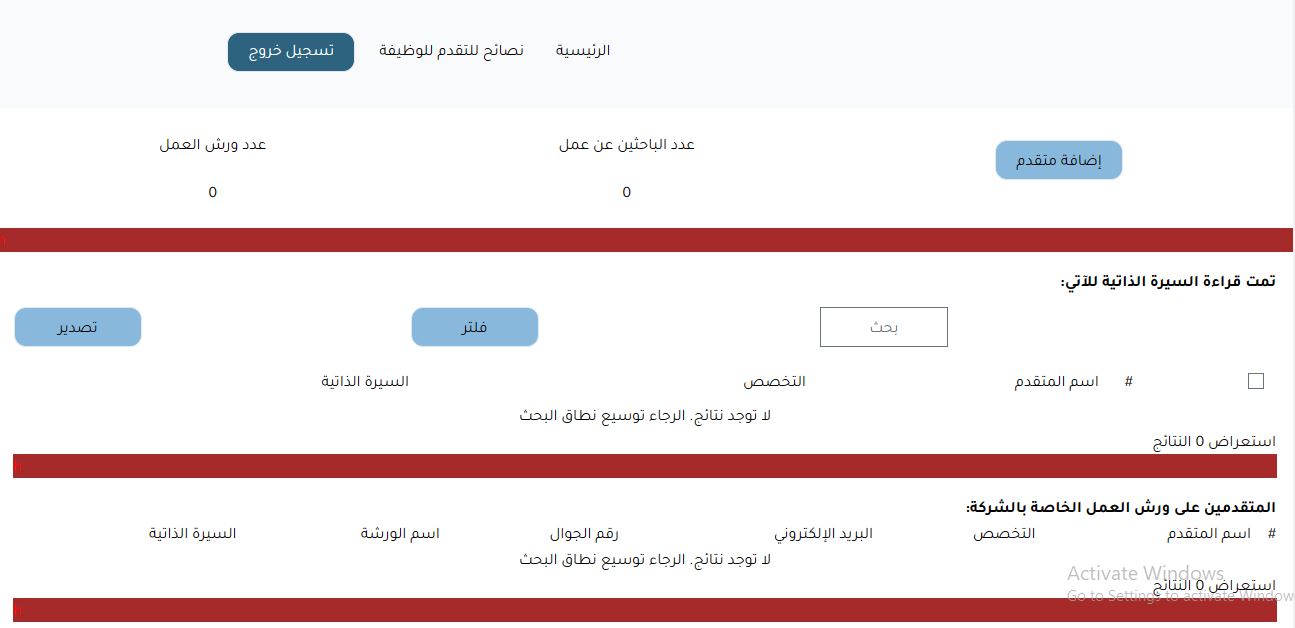 الرئيسية نصائح للتقدم للوظيفة تسجيل خروج
إضافة متقدم عدد الباحثين عن عمل عدد ورش العمل
0 0
تمت قراءة السيرة الذاتية للآتي:
بحث فلتر تصدير
# اسم المتقدم التخصص السيرة الذاتية
لا توجد نتائج. الرجاء توسيع نطاق البحث
استعراض 0 النتائج
المتقدمين على ورش العمل الخاصة بالشركة:
# اسم المتقدم التخصص البريد الإلكتروني رقم الجوال اسم الورشة السيرة الذاتية
لا توجد نتائج. الرجاء توسيع نطاق البحث
استعراض 0 النتائج
Activate Windows
Go to Settings to activate Window